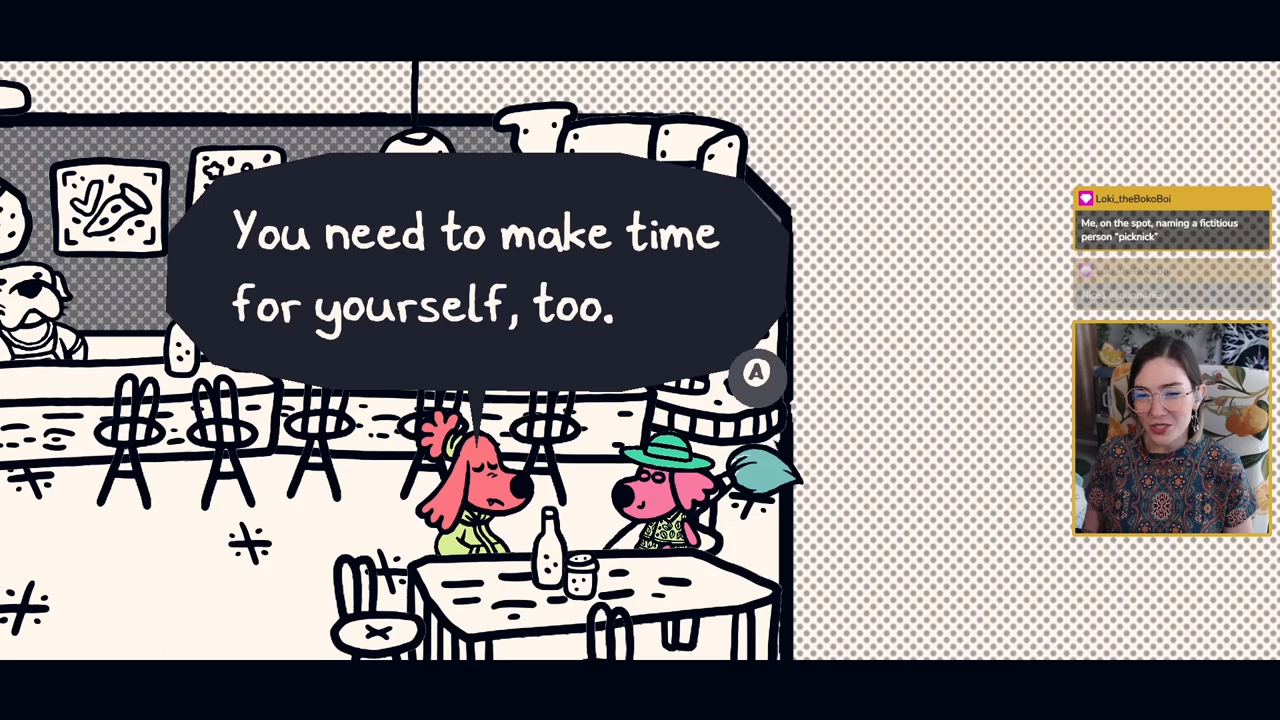 You need to make time
for yourself, too.
A
Loki_theBokoBoi
Me, on the spot, naming a fictitious
person "picknick"